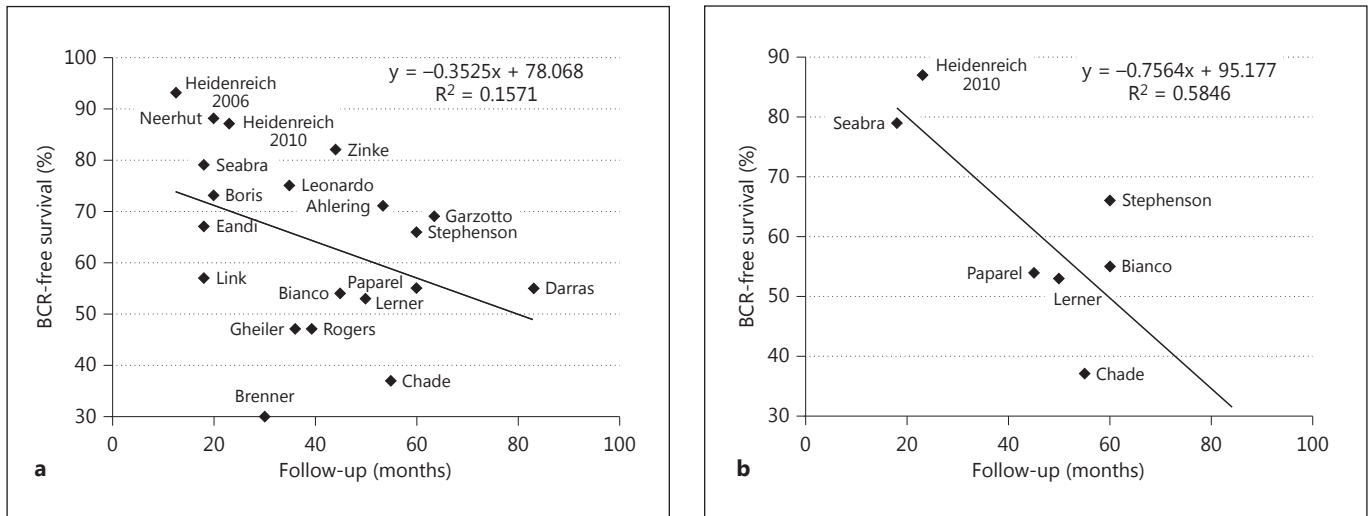 100
90
80
70
60
50
40
30
BCR-free survival (%)
0
20
40
60
80
100
Follow-up (months)
a
y = –0.3525x + 78.068
R² = 0.1571
Heidenreich
2006
Neerhut
Heidenreich
2010
Zinke
Seabra
Leonardo
Boris
Ahlering
Garzotto
Eandi
Stephenson
Link
Bianco
Paparel
Lerner
Darras
Gheiler
Rogers
Chade
Brenner
90
80
70
60
50
40
30
BCR-free survival (%)
0
20
40
60
80
100
Follow-up (months)
b
y = –0.7564x + 95.177
R² = 0.5846
Heidenreich
2010
Seabra
Stephenson
Paparel
Bianco
Lerner
Chade